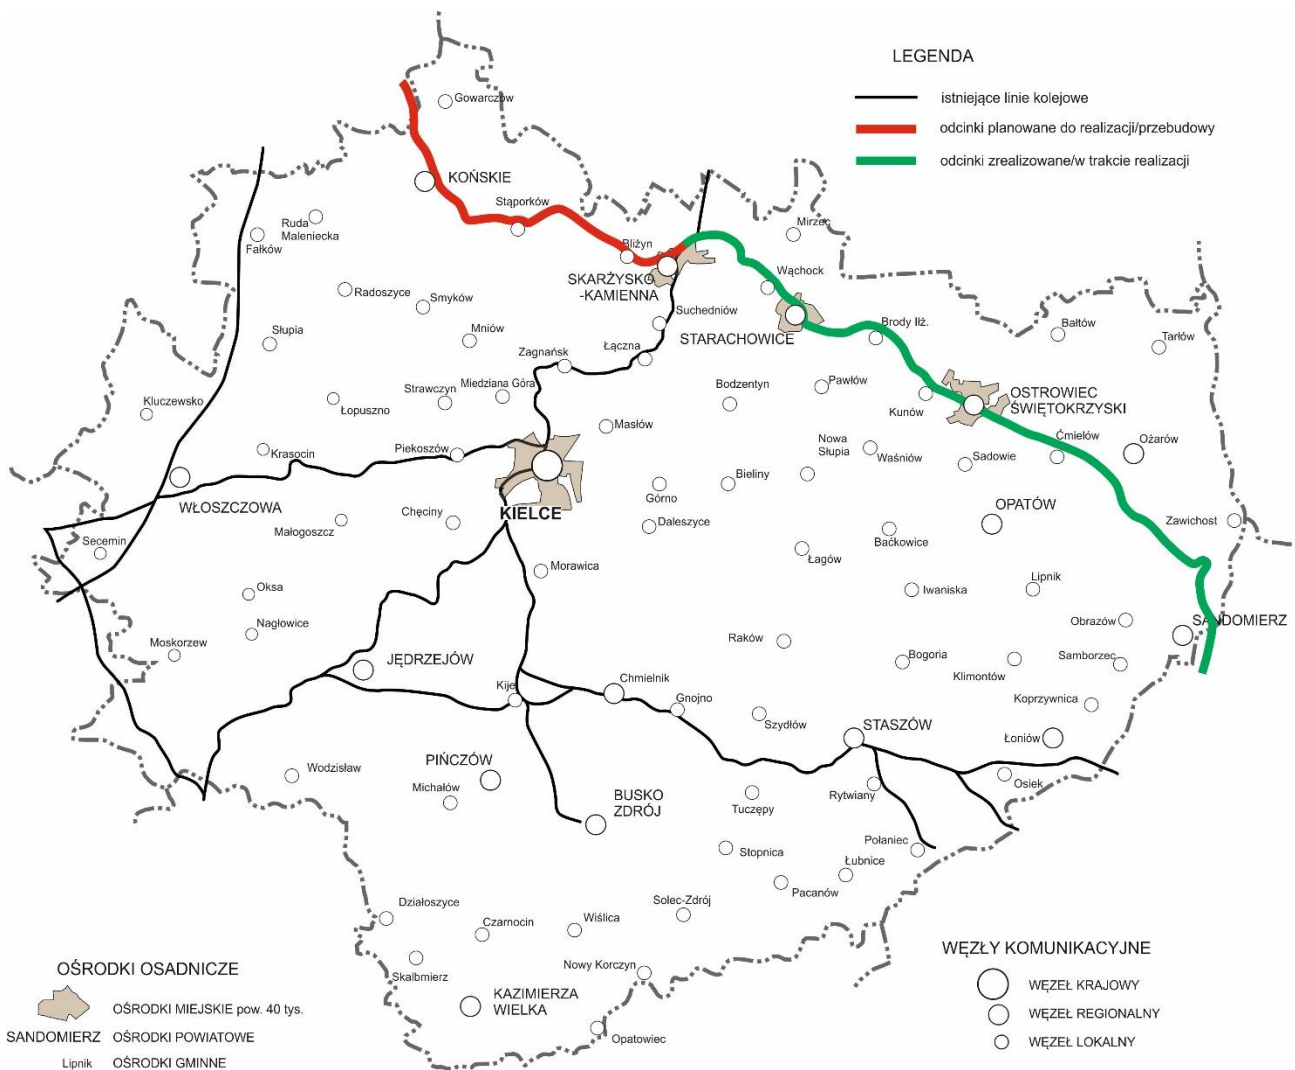 LEGENDA
istniejące linie kolejowe
odcinki planowane do realizacji/przebudowy
odcinki zrealizowane/w trakcie realizacji
Gowarczów
KOŃSKIE
Stąporków
Ruda
Maleniecka
Fałków
Mirzec
Bliżyn
SKARŻYSKO
-KAMIENNA
Wąchock
Radoszyce
Smyków
Suchedniów
Słupia
Mniów
STARACHOWICE
Brody Iłż.
Bałtów
Tarłów
Łączna
Zagnańsk
Strawczyn
Miedziana Góra
Bodzentyn
Pawłów
Kunów
OSTROWIEC
ŚWIĘTOKRZYSKI
Kluczewsko
Łopuszno
Masłów
Krasocin
Piekoszów
Nowa
Słupia
Waśniów
Sadowie
Ćmielów
Ożarów
WŁOSZCZOWA
KIELCE
Górno
Bieliny
Małogoszcz
Chęciny
Daleszyce
OPATÓW
Zawichost
Secemin
Baćkowice
Łagów
Morawica
Oksa
Iwaniska
Lipnik
Nagłowice
Moskorzew
Raków
Obrazów
SANDOMIERZ
JĘDRZEJÓW
Bogoria
Klimontów
Samborzec
Kije
Chmielnik
Gnojno
Koprzywnica
Szydłów
STASZÓW
Łoniów
PIŃCZÓW
Wodzisław
Michałów
BUSKO
ZDRÓJ
Tuczępy
Rytwiany
Osiek
Stopnica
Połaniec
Łubnice
Pacanów
Działoszyce
Czarnocin
Wiślica
Solec-Zdrój
Skalbmierz
Nowy Korczyn
KAZIMIERZA
WIELKA
Opatowiec
OŚRODKI OSADNICZE
OŚRODKI MIEJSKIE pow. 40 tys.
SANDOMIERZ OŚRODKI POWIATOWE
Lipnik OŚRODKI GMINNE
WĘZŁY KOMUNIKACYJNE
WĘZEŁ KRAJOWY
WĘZEŁ REGIONALNY
WĘZEŁ LOKALNY